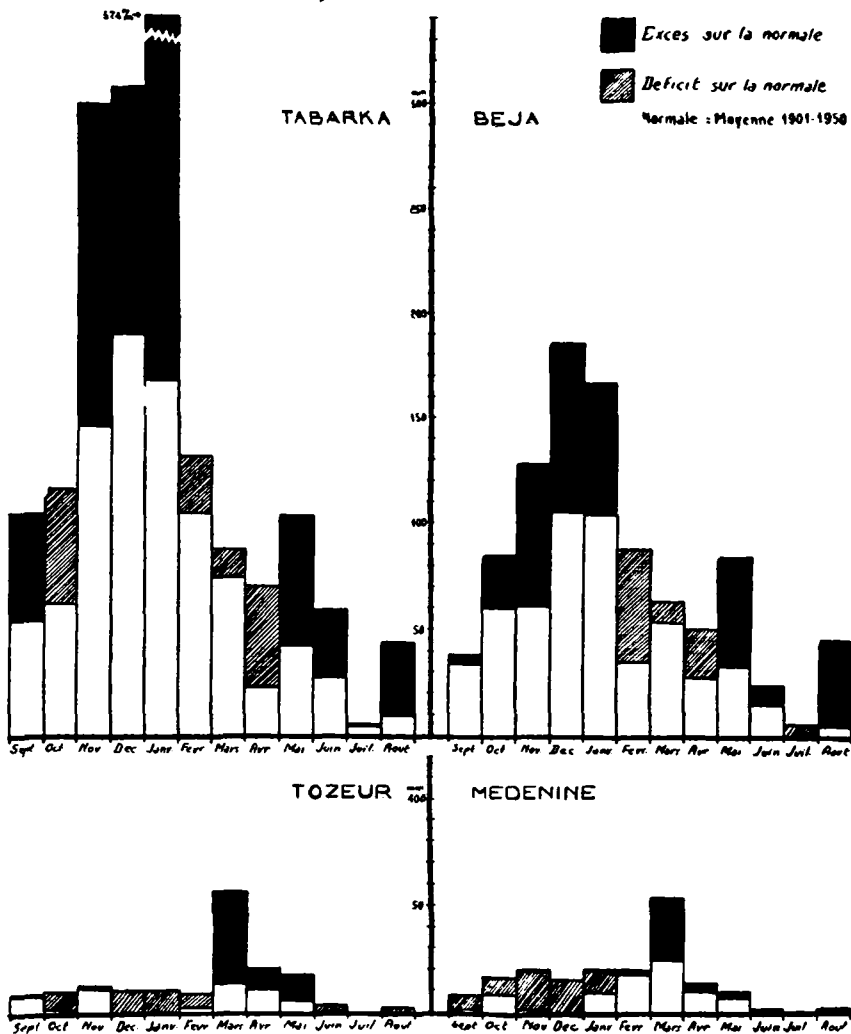 Exces sur la normale
Deficit sur la normale
Normale : Moyenne 1901-1950
TABARKA
BEJA
250
200
150
100
50
Sept Oct Nov Dec Janv Fevr Mars Avr Mai Juin Juil. Aout
Sept Oct Nov. Dec Janv Fevr. Mars Avr Mai Juin Juil. Aout
TOZEUR
MEDENINE
400
50
Sept Oct Nov Dec. Janv. Fevr Mars Avr Mai Juin Juil Aout
Sept Oct Nov Dec Janv Fevr Mars Avr Mai Juin Juil Aout